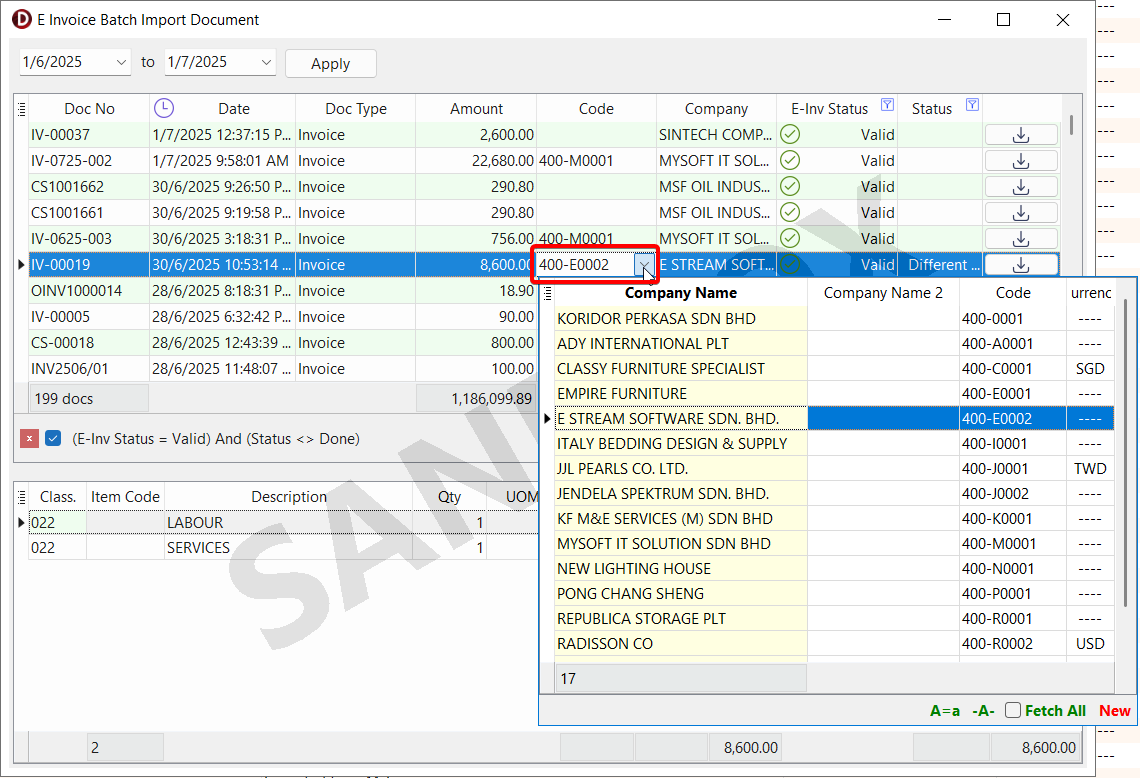 E Invoice Batch Import Document
1/6/2025 to 1/7/2025 Apply
Doc No Date Doc Type Amount Code Company E-Inv Status Status
IV-00037 1/7/2025 12:37:15 P... Invoice 2,600.00 SINTECH COMP... Valid
IV-0725-002 1/7/2025 9:58:01 AM Invoice 22,680.00 400-M0001 MYSOFT IT SOL... Valid
CS1001662 30/6/2025 9:26:50 P... Invoice 290.80 MSF OIL INDUS... Valid
CS1001661 30/6/2025 9:19:58 P... Invoice 290.80 MSF OIL INDUS... Valid
IV-0625-003 30/6/2025 3:18:31 P... Invoice 756.00 400-M0001 MYSOFT IT SOL... Valid
IV-00019 30/6/2025 10:53:14 ... Invoice 8,600.00 400-E0002 E STREAM SOFT... Valid Different ...
OINV1000014 28/6/2025 8:18:31 P... Invoice 18.90
IV-00005 28/6/2025 6:32:42 P... Invoice 90.00
CS-00018 28/6/2025 12:43:39 ... Invoice 800.00
INV2506/01 28/6/2025 11:48:07 ... Invoice 100.00
199 docs 1,186,099.89
(E-Inv Status = Valid) And (Status <> Done)
Class. Item Code Description Qty UOM
022 LABOUR 1
022 SERVICES 1
2 8,600.00 8,600.00
Company Name Company Name 2 Code urrenc
KORIDOR PERKASA SDN BHD 400-0001 ----
ADY INTERNATIONAL PLT 400-A0001 ----
CLASSY FURNITURE SPECIALIST 400-C0001 SGD
EMPIRE FURNITURE 400-E0001 ----
E STREAM SOFTWARE SDN. BHD. 400-E0002 ----
ITALY BEDDING DESIGN & SUPPLY 400-I0001 ----
JJL PEARLS CO. LTD. 400-J0001 TWD
JENDELA SPEKTRUM SDN. BHD. 400-J0002 ----
KF M&E SERVICES (M) SDN BHD 400-K0001 ----
MYSOFT IT SOLUTION SDN BHD 400-M0001 ----
NEW LIGHTING HOUSE 400-N0001 ----
PONG CHANG SHENG 400-P0001 ----
REPUBLICA STORAGE PLT 400-R0001 ----
RADISSON CO 400-R0002 USD
17
A=a -A- Fetch All New